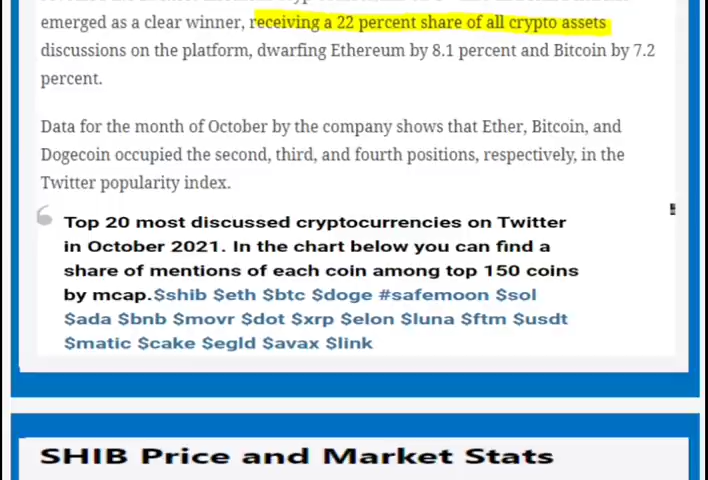 emerged as a clear winner, receiving a 22 percent share of all crypto assets
discussions on the platform, dwarfing Ethereum by 8.1 percent and Bitcoin by 7.2
percent.
Data for the month of October by the company shows that Ether, Bitcoin, and
Dogecoin occupied the second, third, and fourth positions, respectively, in the
Twitter popularity index.
Top 20 most discussed cryptocurrencies on Twitter
in October 2021. In the chart below you can find a
share of mentions of each coin among top 150 coins
by mcap.$shib $eth $btc $doge #safemoon $sol
$ada $bnb $movr $dot $xrp $elon $luna $ftm $usdt
$matic $cake $egld $avax $link
SHIB Price and Market Stats